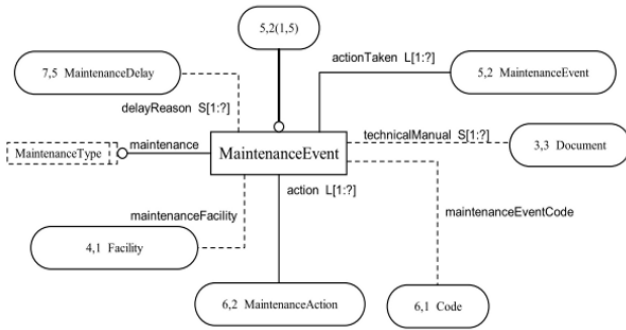 5,2(1,5)
actionTaken L[1:?]
7,5 MaintenanceDelay
5,2 MaintenanceEvent
delayReason S[1:?]
technicalManual S[1:?]
maintenance
MaintenanceType
MaintenanceEvent
3,3 Document
action L[1:?]
maintenanceFacility
maintenanceEventCode
4,1 Facility
6,2 MaintenanceAction
6,1 Code